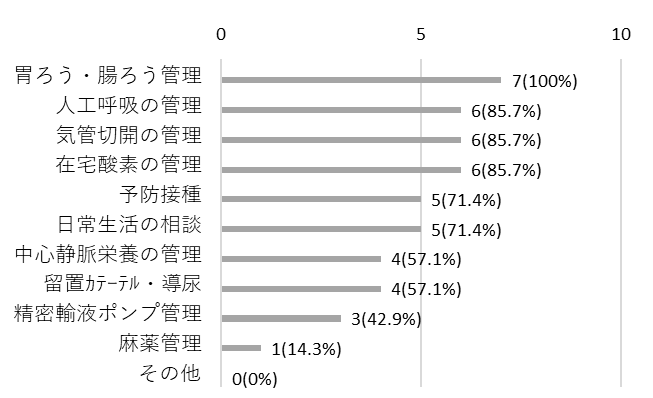 0 5 10
胃ろう・腸ろう管理 7(100%)
人工呼吸の管理 6(85.7%)
気管切開の管理 6(85.7%)
在宅酸素の管理 6(85.7%)
予防接種 5(71.4%)
日常生活の相談 5(71.4%)
中心静脈栄養の管理 4(57.1%)
留置ｶﾃｰﾃﾙ・導尿 4(57.1%)
精密輸液ポンプ管理 3(42.9%)
麻薬管理 1(14.3%)
その他 0(0%)